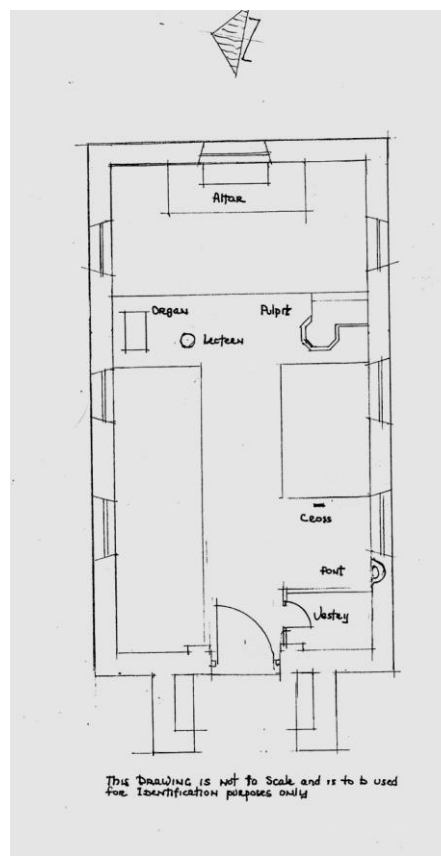 Altar
Organ
Pulpit
Lectern
Cross
Font
Vestry
This Drawing is not to Scale and is to b used
for Identification purposes only